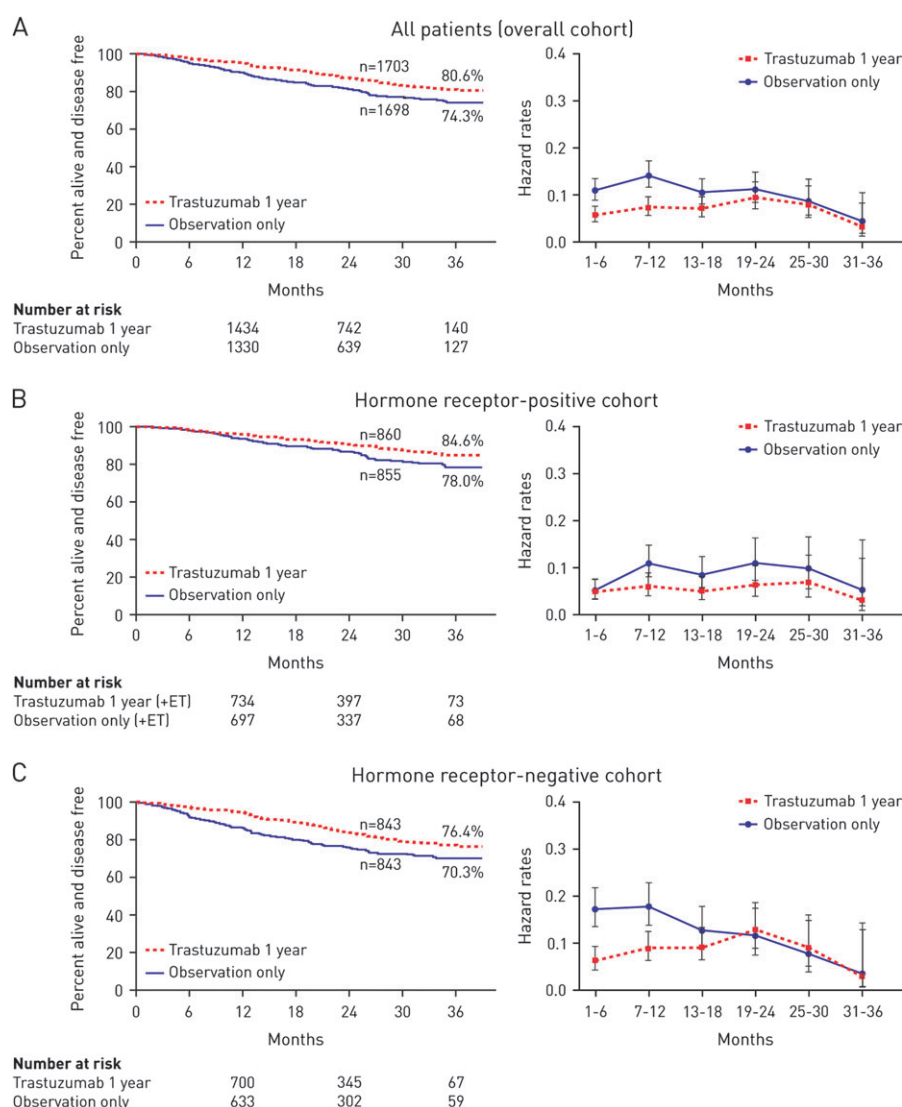 A
All patients (overall cohort)
Percent alive and disease free
100
80
60
40
20
0
n=1703
80.6%
n=1698
74.3%
Trastuzumab 1 year
Observation only
0 6 12 18 24 30 36
Months
Number at risk
Trastuzumab 1 year 1434 742 140
Observation only 1330 639 127
Hazard rates
0.4
0.3
0.2
0.1
0.0
Trastuzumab 1 year
Observation only
1-6 7-12 13-18 19-24 25-30 31-36
Months
B
Hormone receptor-positive cohort
Percent alive and disease free
100
80
60
40
20
0
n=860
84.6%
n=855
78.0%
Trastuzumab 1 year
Observation only
0 6 12 18 24 30 36
Months
Number at risk
Trastuzumab 1 year (+ET) 734 397 73
Observation only (+ET) 697 337 68
Hazard rates
0.4
0.3
0.2
0.1
0.0
Trastuzumab 1 year
Observation only
1-6 7-12 13-18 19-24 25-30 31-36
Months
C
Hormone receptor-negative cohort
Percent alive and disease free
100
80
60
40
20
0
n=843
76.4%
n=843
70.3%
Trastuzumab 1 year
Observation only
0 6 12 18 24 30 36
Months
Number at risk
Trastuzumab 1 year 700 345 67
Observation only 633 302 59
Hazard rates
0.4
0.3
0.2
0.1
0.0
Trastuzumab 1 year
Observation only
1-6 7-12 13-18 19-24 25-30 31-36
Months